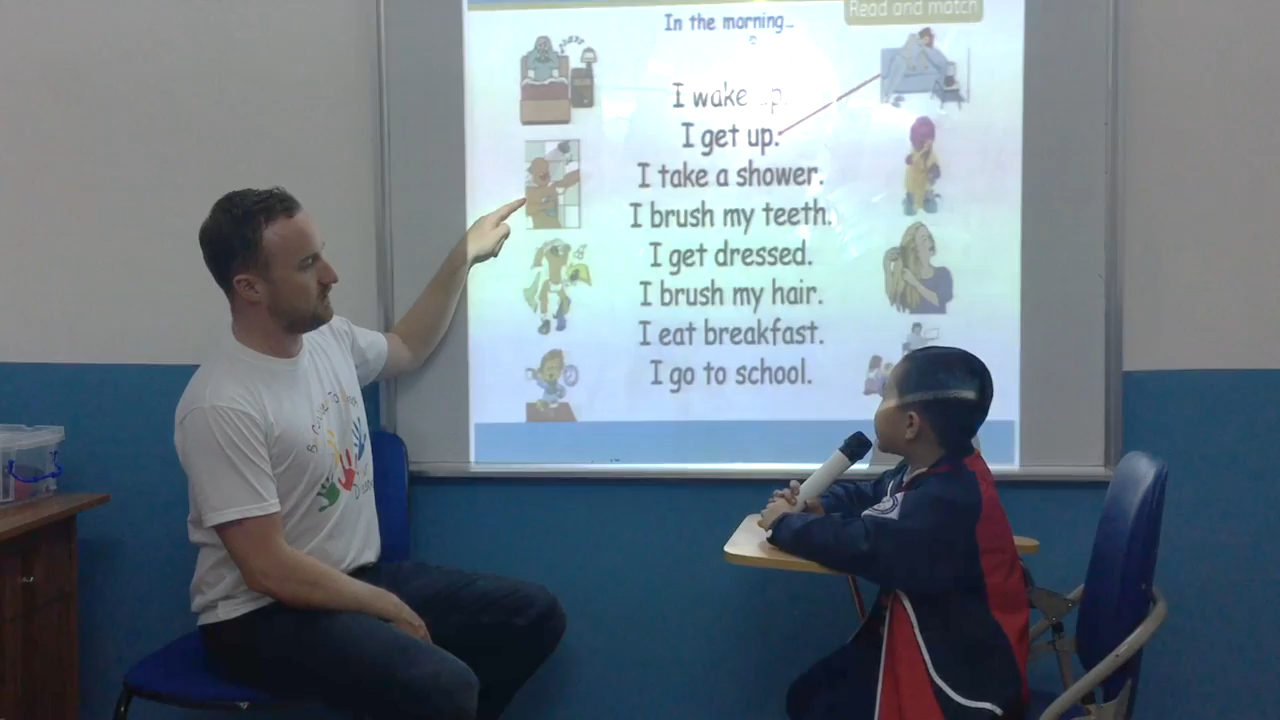 Read and match
In the morning...
zzzzz
I wake up.
I get up.
I take a shower.
I brush my teeth.
I get dressed.
I brush my hair.
I eat breakfast.
I go to school.